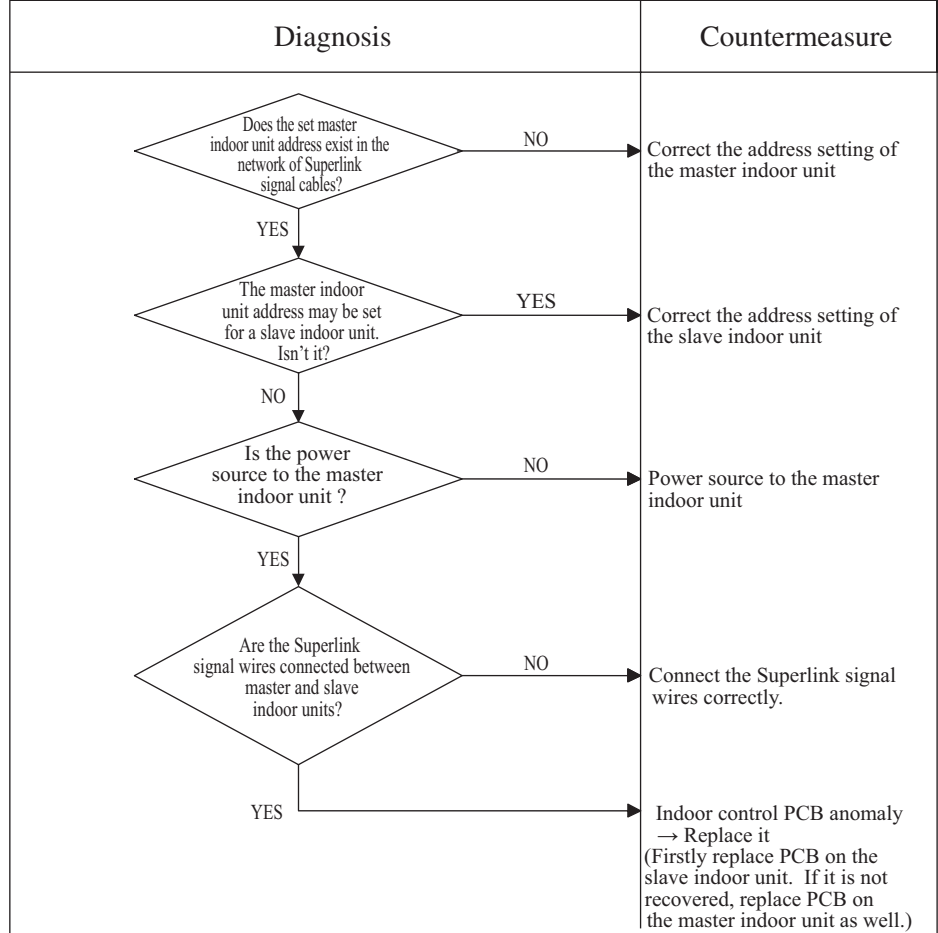 Diagnosis
Countermeasure
Does the set master
indoor unit address exist in the
network of Superlink
signal cables?
NO
Correct the address setting of
the master indoor unit
YES
The master indoor
unit address may be set
for a slave indoor unit.
Isn't it?
YES
Correct the address setting of
the slave indoor unit
NO
Is the power
source to the master
indoor unit ?
NO
Power source to the master
indoor unit
YES
Are the Superlink
signal wires connected between
master and slave
indoor units?
NO
Connect the Superlink signal
wires correctly.
YES
Indoor control PCB anomaly
→ Replace it
(Firstly replace PCB on the
slave indoor unit. If it is not
recovered, replace PCB on
the master indoor unit as well.)